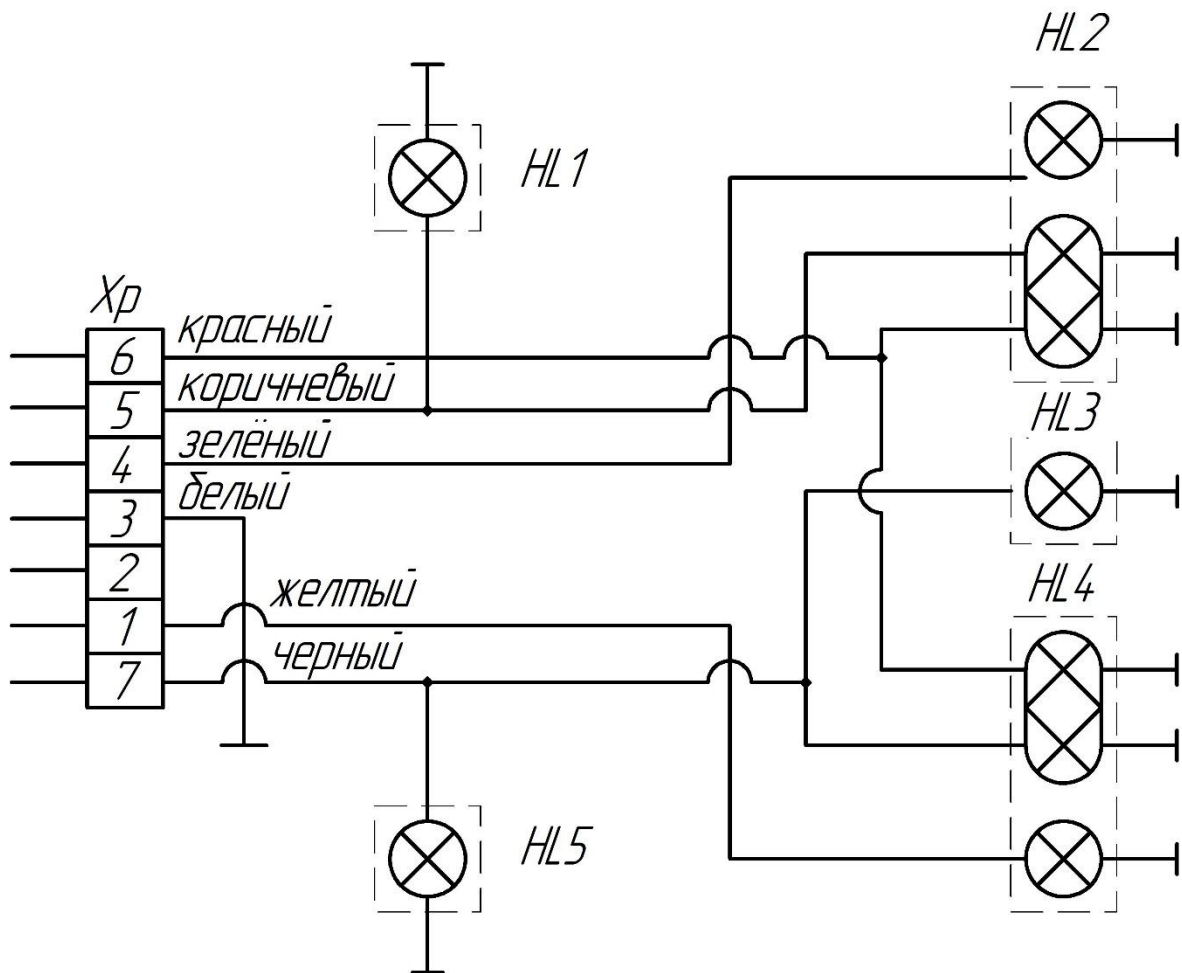 HL2
HL1
Xp
6 красный
5 коричневый
4 зелёный
3 белый
2
1 желтый
7 черный
HL3
HL4
HL5